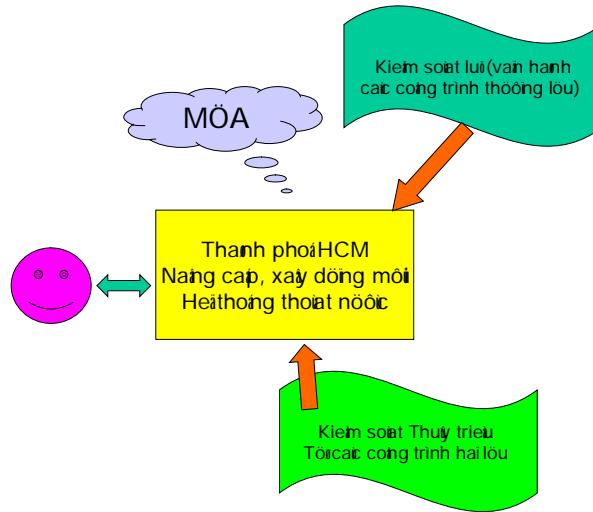 Kieåm soaùt luõ (vaän haønh
caùc coâng trình thöôïng löu)
MÖA
Thaønh phoá HCM
Naâng caáp, xaây döïng môùi
Heä thoáng thoaùt nöôùc
Kieåm soaùt Thuûy trieàu
Töø caùc coâng trình haï löu